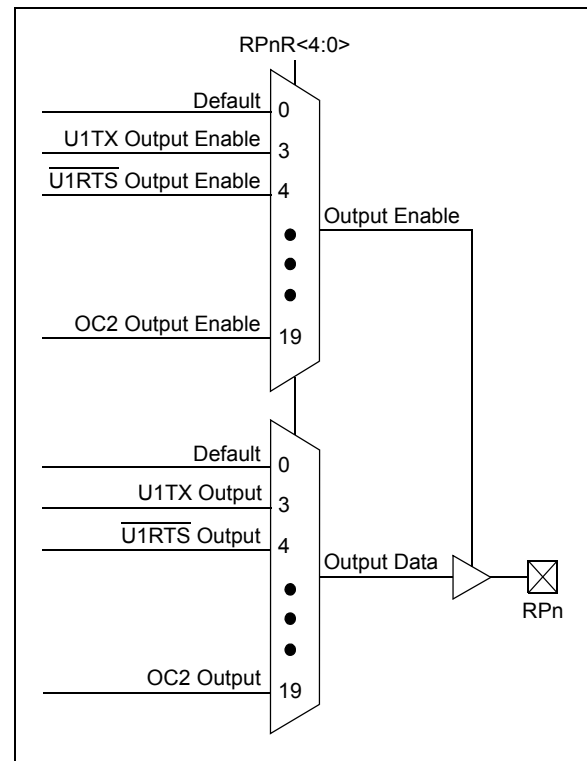 RPnR<4:0>
Default
0
U1TX Output Enable
3
U1RTS Output Enable
4
Output Enable
OC2 Output Enable
19
Default
0
U1TX Output
3
U1RTS Output
4
Output Data
RPn
OC2 Output
19